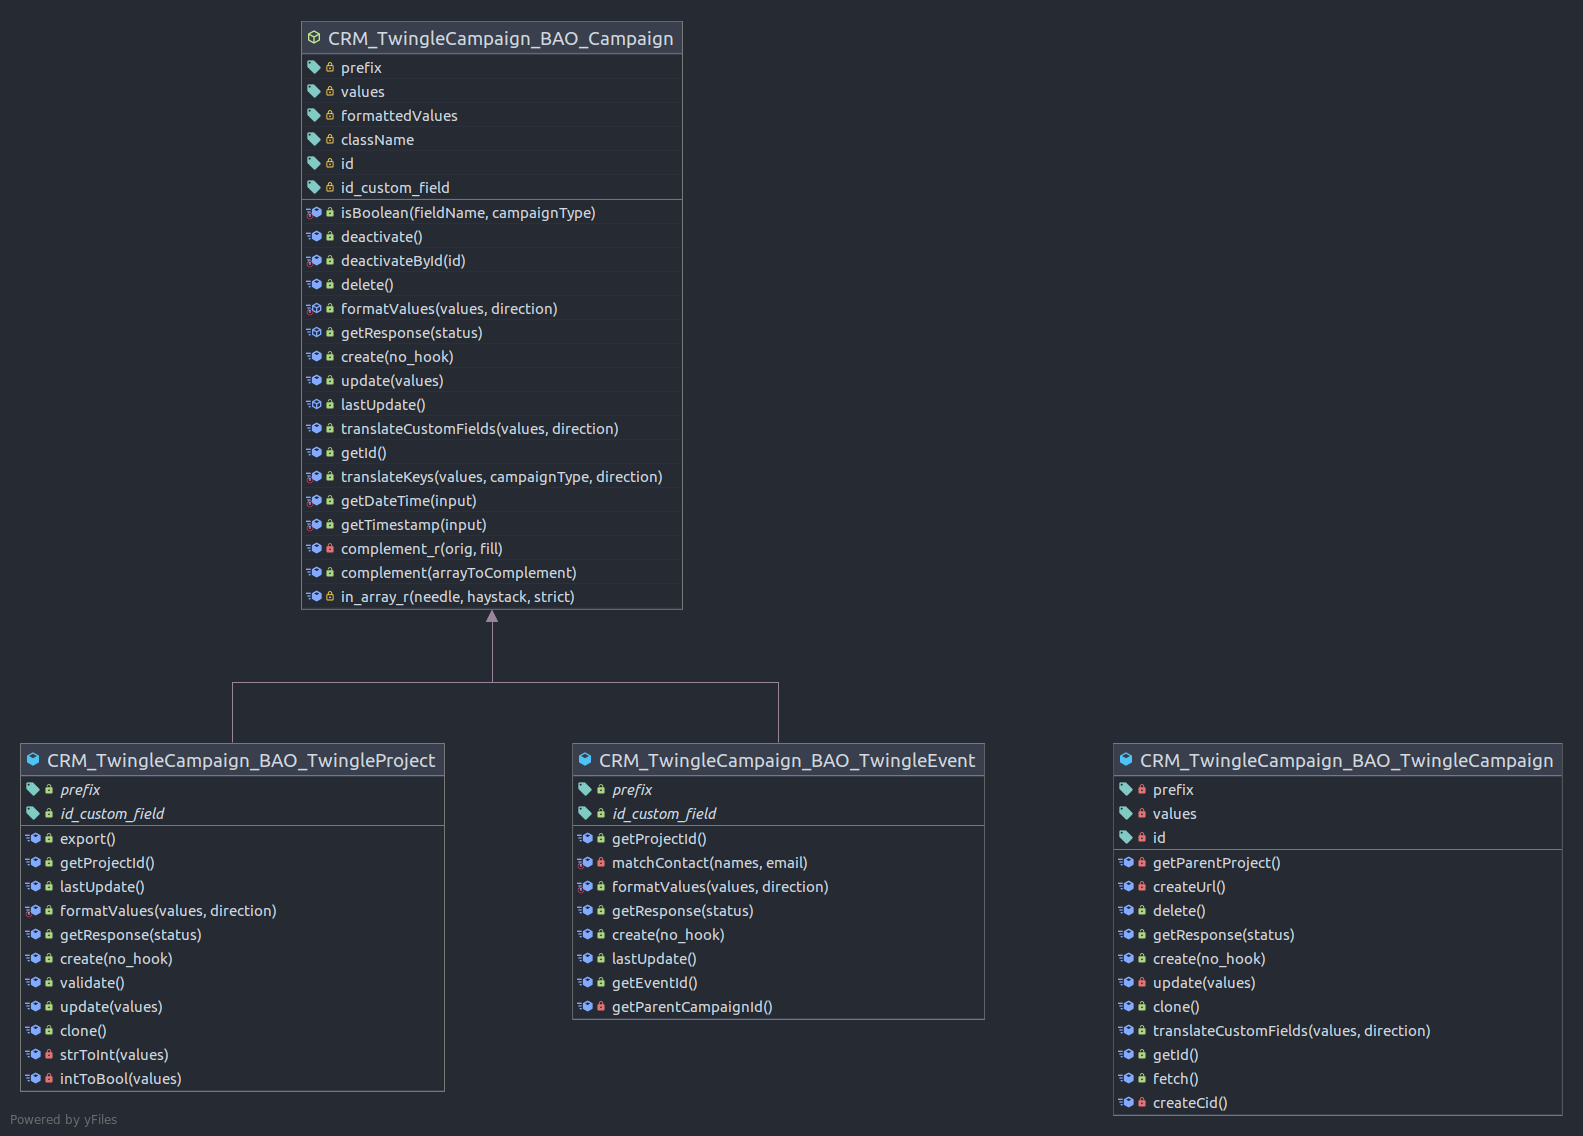 CRM_TwingleCampaign_BAO_Campaign
prefix
values
formattedValues
className
id
id_custom_field
isBoolean(fieldName, campaignType)
deactivate()
deactivateById(id)
delete()
formatValues(values, direction)
getResponse(status)
create(no_hook)
update(values)
lastUpdate()
translateCustomFields(values, direction)
getId()
translateKeys(values, campaignType, direction)
getDateTime(input)
getTimestamp(input)
complement_r(orig, fill)
complement(arrayToComplement)
in_array_r(needle, haystack, strict)
CRM_TwingleCampaign_BAO_TwingleProject
prefix
id_custom_field
export()
getProjectId()
lastUpdate()
formatValues(values, direction)
getResponse(status)
create(no_hook)
validate()
update(values)
clone()
strToInt(values)
intToBool(values)
CRM_TwingleCampaign_BAO_TwingleEvent
prefix
id_custom_field
getProjectId()
matchContact(names, email)
formatValues(values, direction)
getResponse(status)
create(no_hook)
lastUpdate()
getEventId()
getParentCampaignId()
CRM_TwingleCampaign_BAO_TwingleCampaign
prefix
values
id
getParentProject()
createUrl()
delete()
getResponse(status)
create(no_hook)
update(values)
clone()
translateCustomFields(values, direction)
getId()
fetch()
createCid()
Powered by yFiles